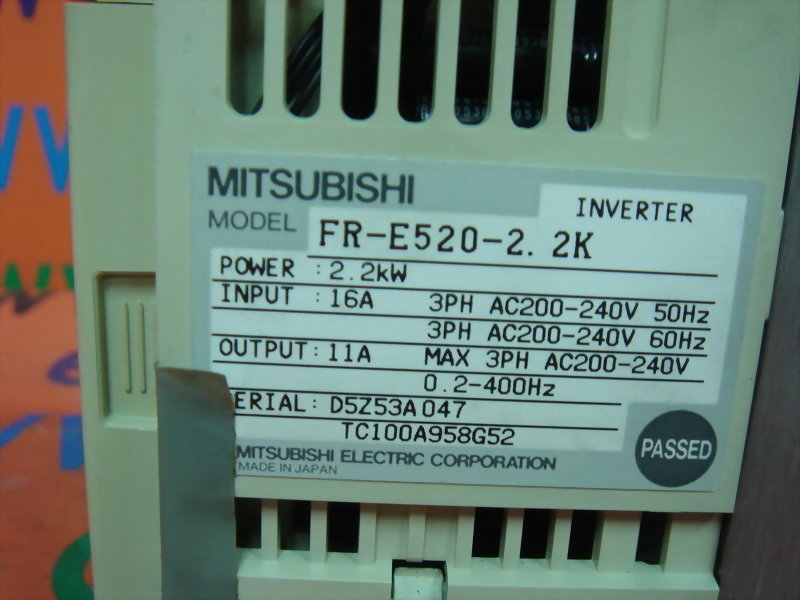 MITSUBISHI
INVERTER
MODEL FR-E520-2.2K
POWER : 2.2kW
INPUT : 16A 3PH AC200-240V 50Hz
3PH AC200-240V 60Hz
OUTPUT: 11A MAX 3PH AC200-240V
0.2-400Hz
ERIAL: D5Z53A047
TC100A958G52
PASSED
MITSUBISHI ELECTRIC CORPORATION
MADE IN JAPAN